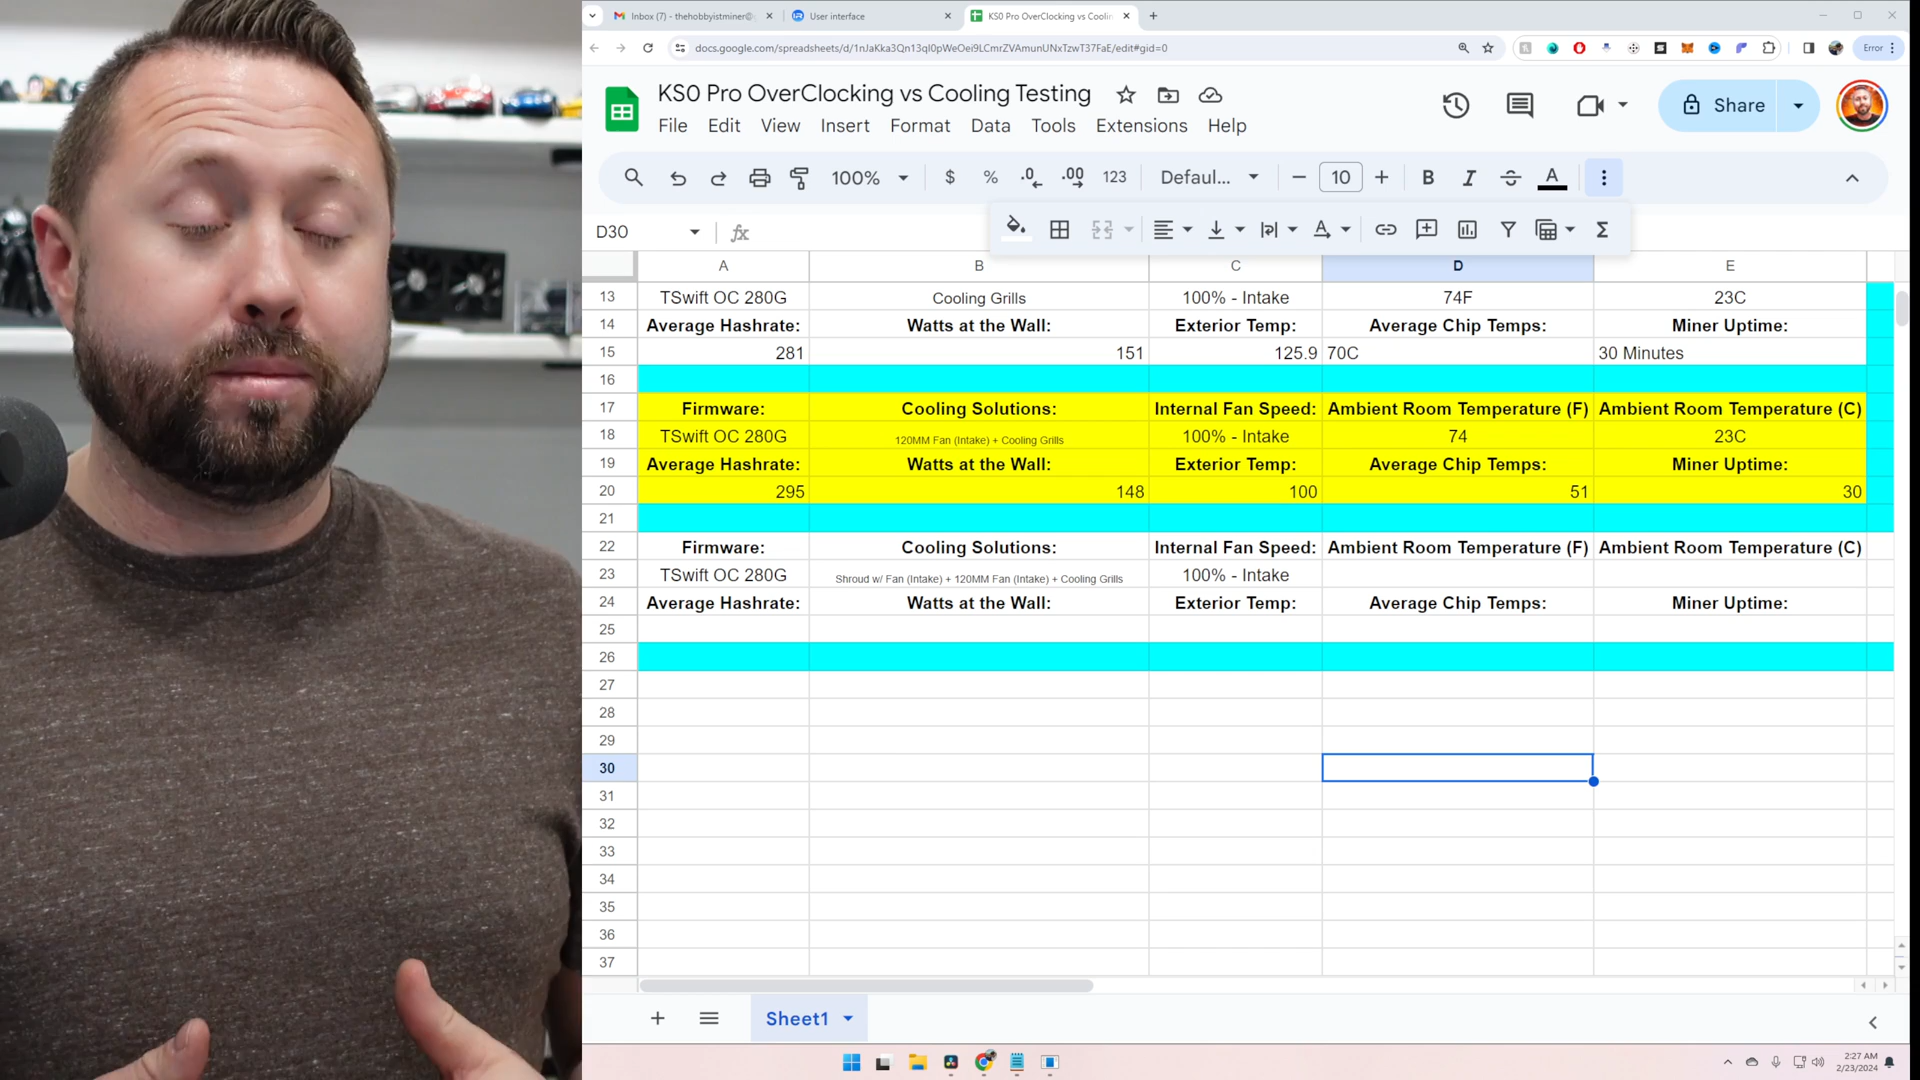 Inbox (7) - thehobbyistminer@
User interface
KS0 Pro OverClocking vs Coolin
docs.google.com/spreadsheets/d/1nJaKka3Qn13qI0pWeOei9LCmrZVAmunUNxTzwT37FaE/edit#gid=0
Error
KS0 Pro OverClocking vs Cooling Testing
Share
File Edit View Insert Format Data Tools Extensions Help
100% $ % .0 .00 123 Defaul... 10 B I S A
D30 fx
A B C D E
13 TSwift OC 280G Cooling Grills 100% - Intake 74F 23C
14 Average Hashrate: Watts at the Wall: Exterior Temp: Average Chip Temps: Miner Uptime:
15 281 151 125.9 70C 30 Minutes
16
17 Firmware: Cooling Solutions: Internal Fan Speed: Ambient Room Temperature (F) Ambient Room Temperature (C)
18 TSwift OC 280G 120MM Fan (Intake) + Cooling Grills 100% - Intake 74 23C
19 Average Hashrate: Watts at the Wall: Exterior Temp: Average Chip Temps: Miner Uptime:
20 295 148 100 51 30
21
22 Firmware: Cooling Solutions: Internal Fan Speed: Ambient Room Temperature (F) Ambient Room Temperature (C)
23 TSwift OC 280G Shroud w/ Fan (Intake) + 120MM Fan (Intake) + Cooling Grills 100% - Intake
24 Average Hashrate: Watts at the Wall: Exterior Temp: Average Chip Temps: Miner Uptime:
25
26
27
28
29
30
31
32
33
34
35
36
37
Sheet1
2:27 AM
2/23/2024